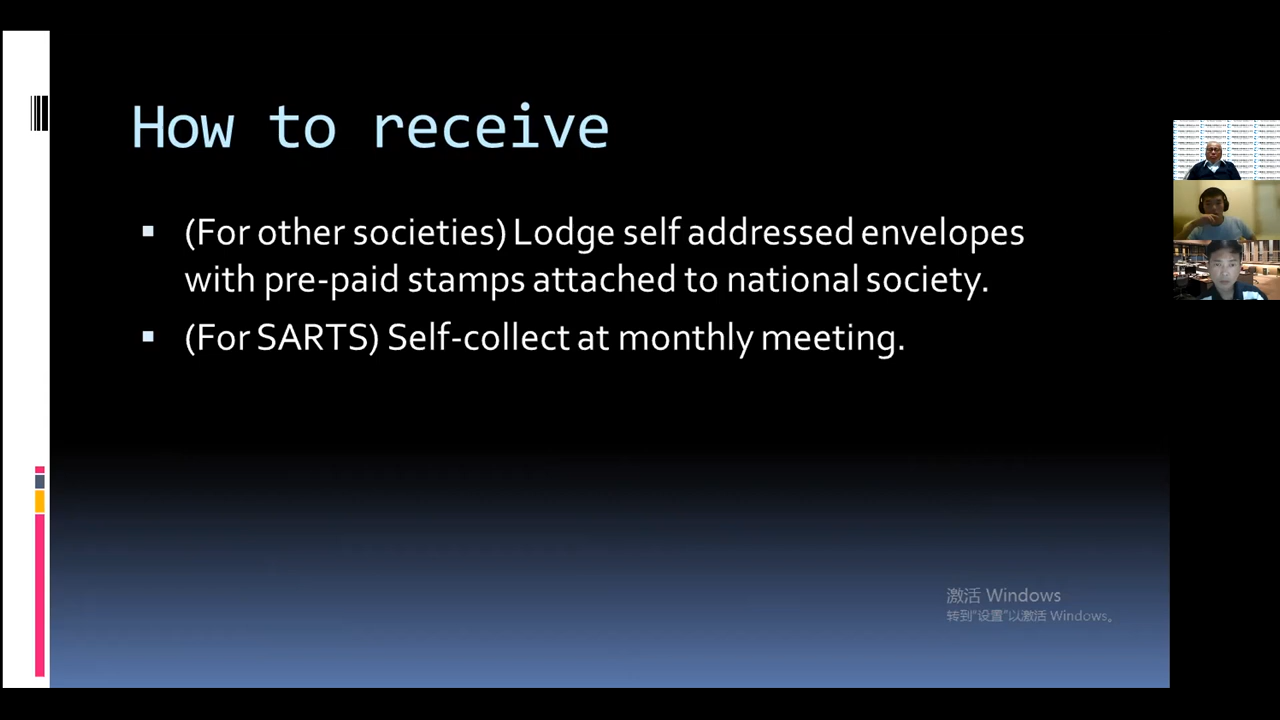 How to receive
(For other societies) Lodge self addressed envelopes
with pre-paid stamps attached to national society.
(For SARTS) Self-collect at monthly meeting.
激活 Windows
转到“设置”以激活 Windows。